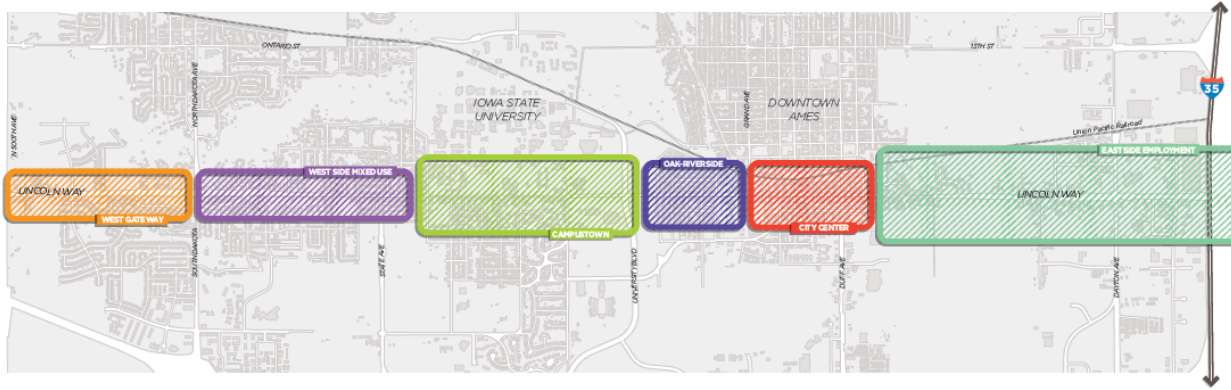 ONTARIO ST
13TH ST
NORTH DAKOTA AVE
N 500TH AVE
IOWA STATE
UNIVERSITY
GRAND AVE
DOWNTOWN
AMES
35
Union Pacific Railroad
EAST SIDE EMPLOYMENT
OAK-RIVERSIDE
WEST SIDE MIXED USE
LINCOLN WAY
LINCOLN WAY
WEST GATEWAY
CITY CENTER
CAMPUSTOWN
SOUTH DAKOTA
STATE AVE
UNIVERSITY BLVD
DUFF AVE
DAYTON AVE